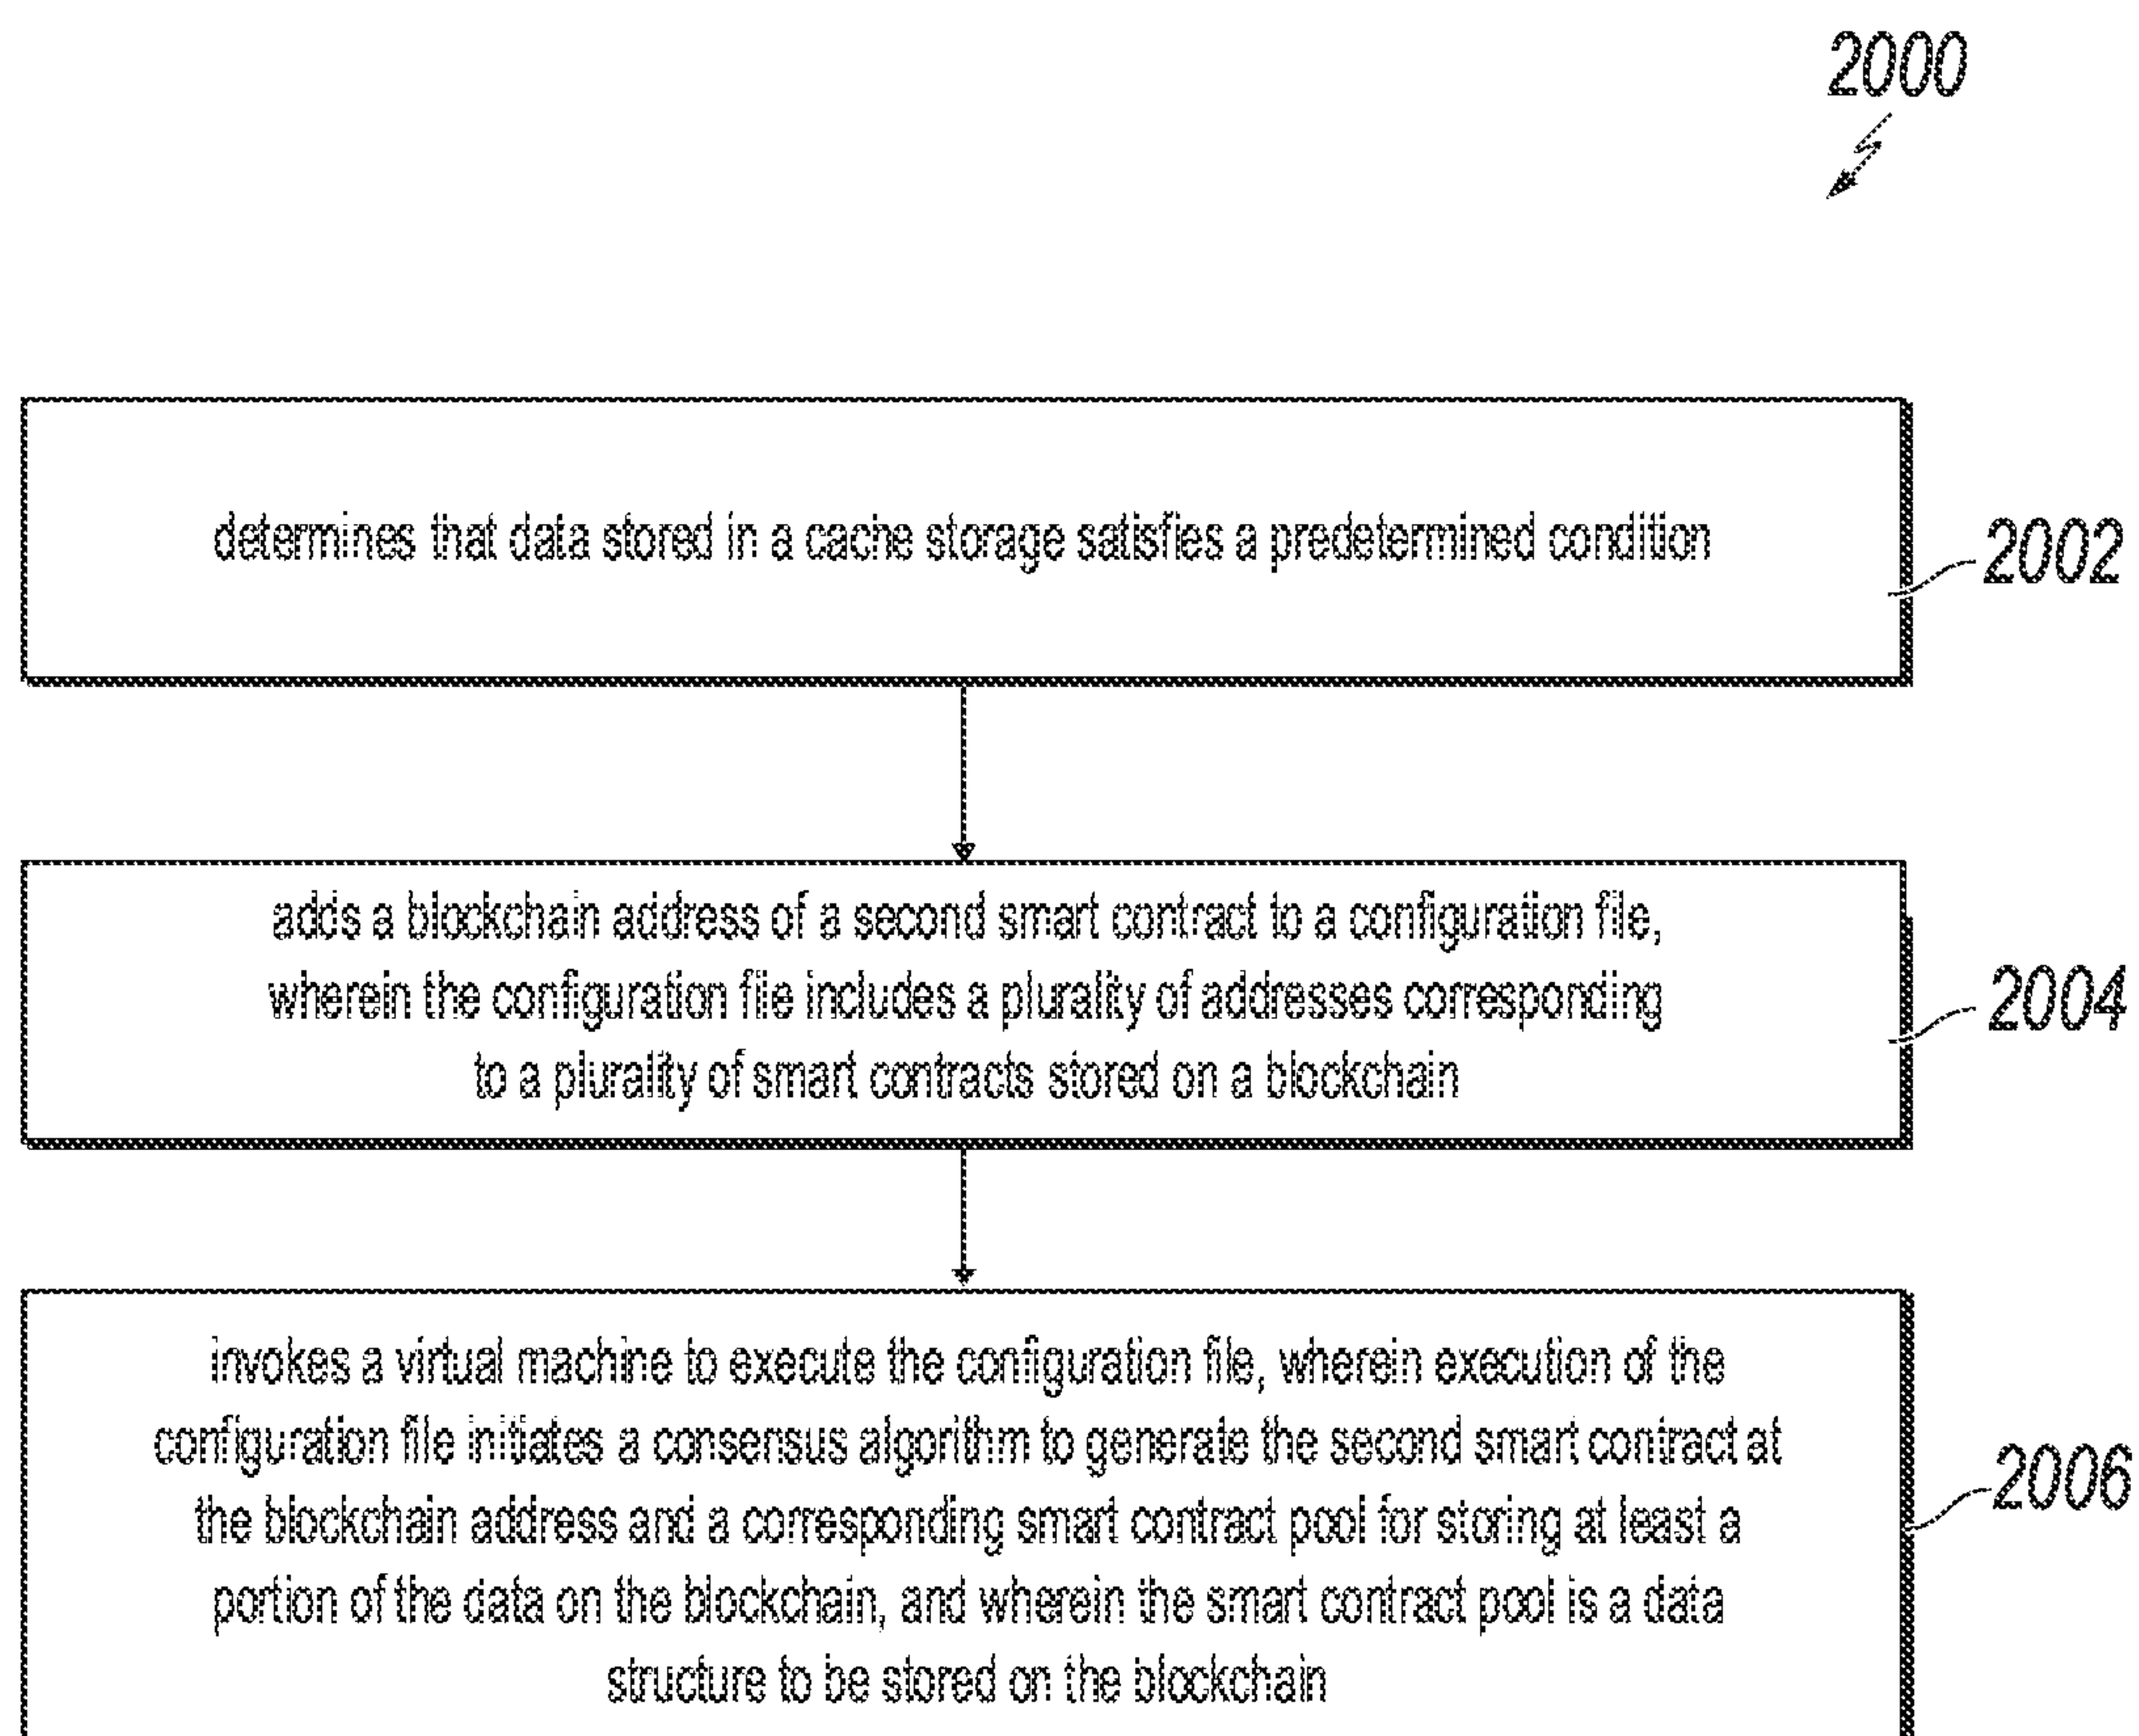 2000
determines that data stored in a cache storage satisfies a predetermined condition
2002
adds a blockchain address of a second smart contract to a configuration file,
wherein the configuration file includes a plurality of addresses corresponding
to a plurality of smart contracts stored on a blockchain
2004
invokes a virtual machine to execute the configuration file, wherein execution of the
configuration file initiates a consensus algorithm to generate the second smart contract at
the blockchain address and a corresponding smart contract pool for storing at least a
portion of the data on the blockchain, and wherein the smart contract pool is a data
structure to be stored on the blockchain
2006